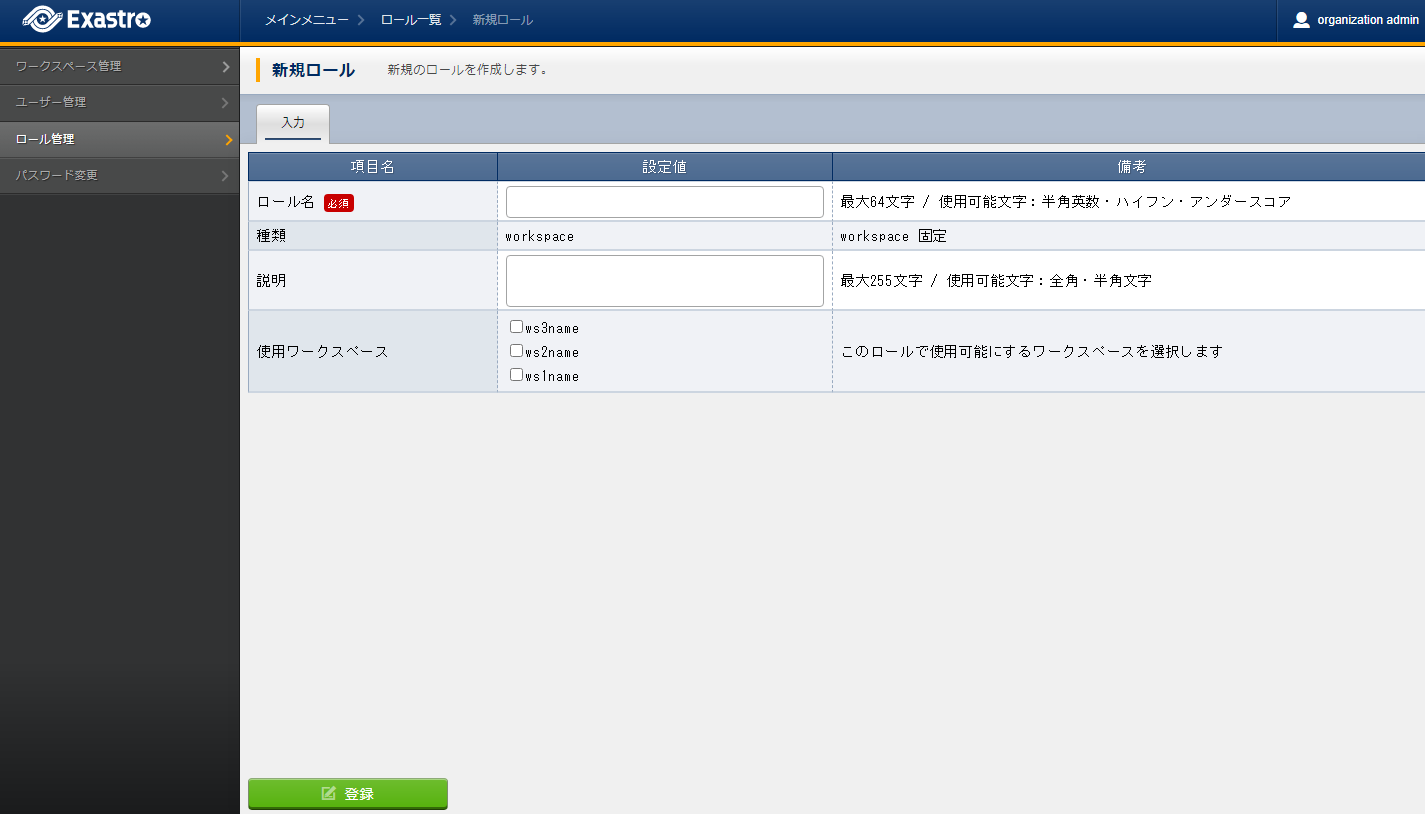 Exastro
メインメニュー ロール一覧 新規ロール
organization admin
ワークスペース管理
ユーザー管理
ロール管理
パスワード変更
新規ロール 新規のロールを作成します。
入力
項目名 設定値 備考
ロール名 必須 最大64文字 / 使用可能文字：半角英数・ハイフン・アンダースコア
種類 workspace workspace 固定
説明 最大255文字 / 使用可能文字：全角・半角文字
使用ワークスペース
ws3name
ws2name
ws1name
このロールで使用可能にするワークスペースを選択します
登録